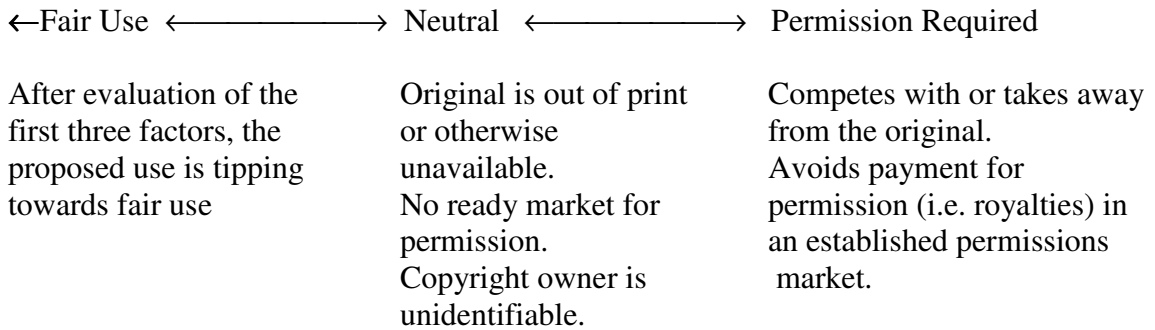 ←Fair Use ←⎯⎯⎯⎯⎯→ Neutral ←⎯⎯⎯⎯⎯→ Permission Required
After evaluation of the
first three factors, the
proposed use is tipping
towards fair use
Original is out of print
or otherwise
unavailable.
No ready market for
permission.
Copyright owner is
unidentifiable.
Competes with or takes away
from the original.
Avoids payment for
permission (i.e. royalties) in
an established permissions
market.